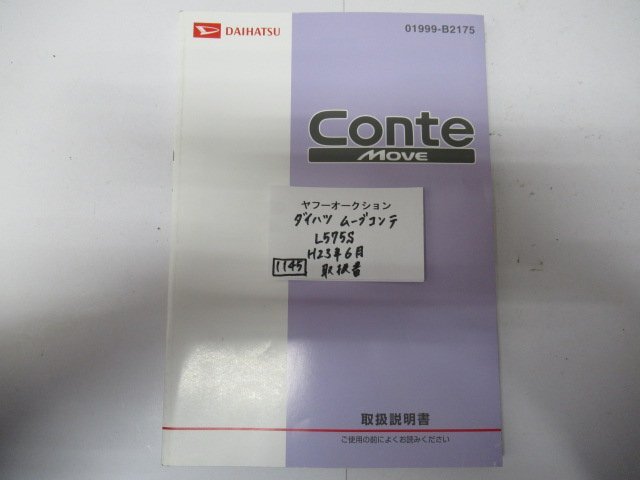 DAIHATSU
01999-B2175
Conte
MOVE
ヤフーオークション
ダイハツ ムーブコンテ
L575S
H23年6月
1145
取扱書
取扱説明書
ご使用の前によくお読みください